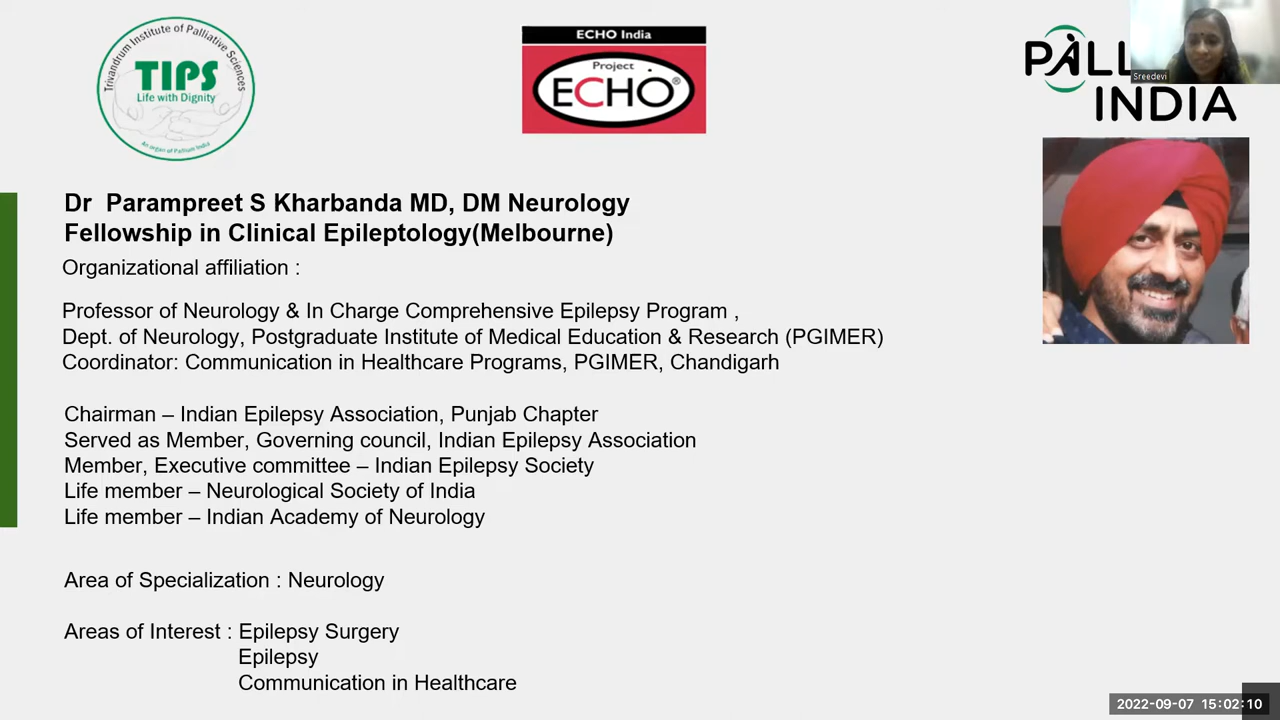 Trivandrum Institute of Palliative Sciences
TIPS
Life with Dignity
An organ of Pallium India
ECHO India
Project
ECHO®
PALL
INDIA
Sreedevi
Dr Parampreet S Kharbanda MD, DM Neurology
Fellowship in Clinical Epileptology(Melbourne)
Organizational affiliation :
Professor of Neurology & In Charge Comprehensive Epilepsy Program ,
Dept. of Neurology, Postgraduate Institute of Medical Education & Research (PGIMER)
Coordinator: Communication in Healthcare Programs, PGIMER, Chandigarh
Chairman – Indian Epilepsy Association, Punjab Chapter
Served as Member, Governing council, Indian Epilepsy Association
Member, Executive committee – Indian Epilepsy Society
Life member – Neurological Society of India
Life member – Indian Academy of Neurology
Area of Specialization : Neurology
Areas of Interest : Epilepsy Surgery
Epilepsy
Communication in Healthcare
2022-09-07 15:02:10